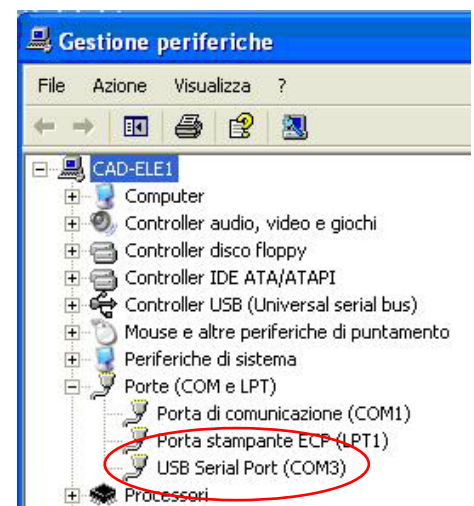 Gestione periferiche
File Azione Visualizza ?
CAD-ELE1
Computer
Controller audio, video e giochi
Controller disco floppy
Controller IDE ATA/ATAPI
Controller USB (Universal serial bus)
Mouse e altre periferiche di puntamento
Periferiche di sistema
Porte (COM e LPT)
Porta di comunicazione (COM1)
Porta stampante ECP (LPT1)
USB Serial Port (COM3)
Processori